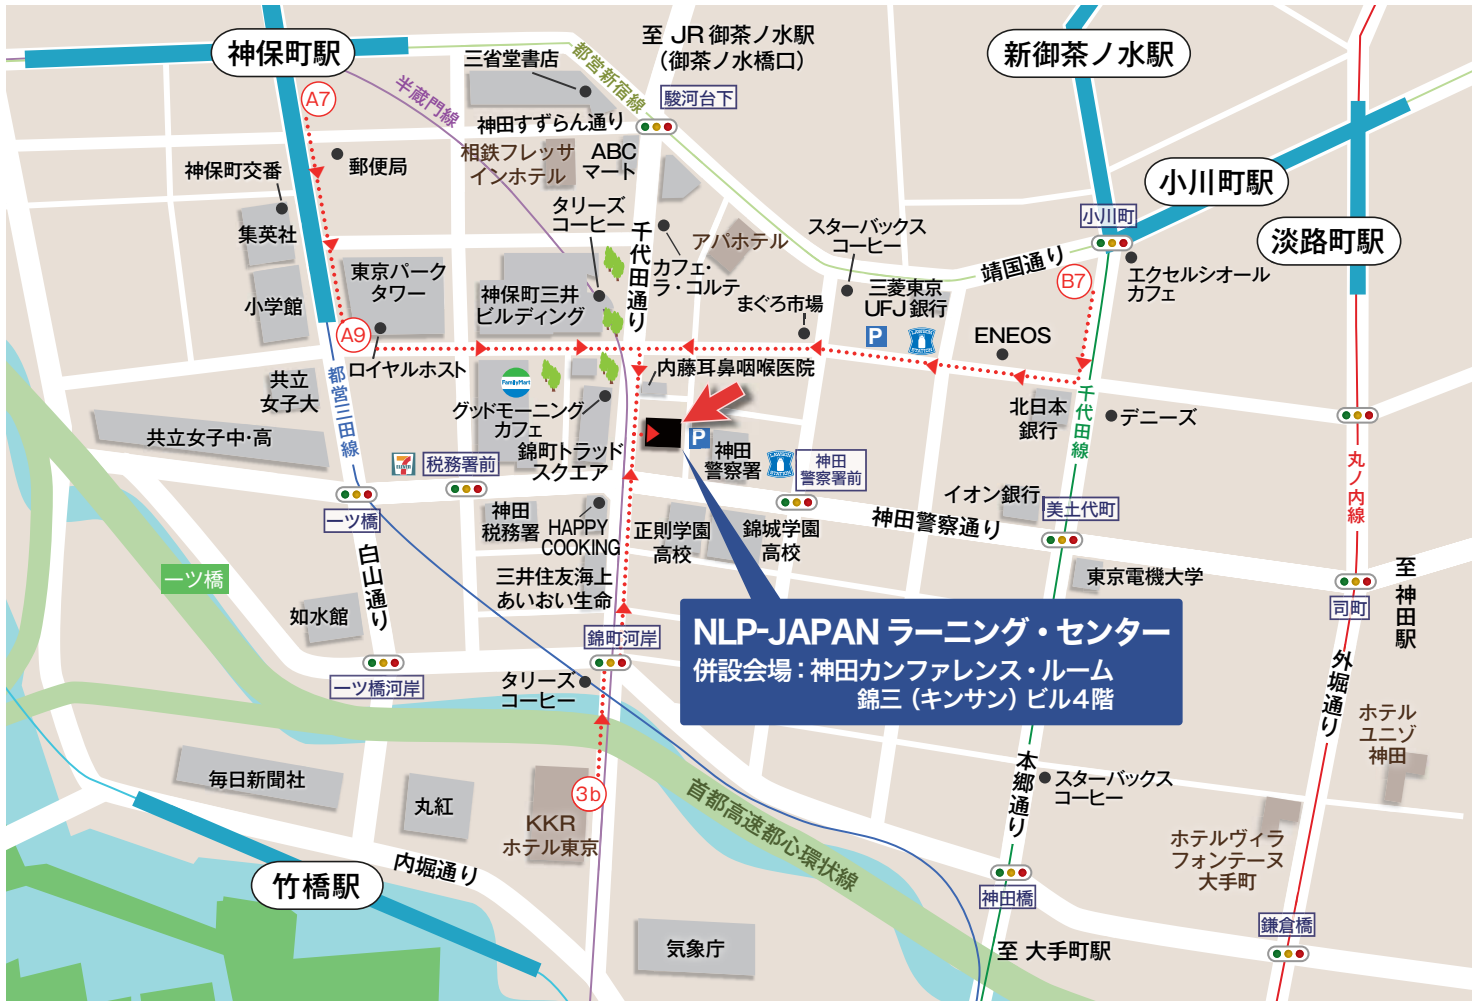 神保町駅
三省堂書店
都営新宿線
至 JR 御茶ノ水駅
(御茶ノ水橋口)
駿河台下
新御茶ノ水駅
A7
半蔵門線
神田すずらん通り
相鉄フレッサ
インホテル
ABC
マート
郵便局
神保町交番
集英社
小川町駅
小川町
淡路町駅
タリーズ
コーヒー
千代田通り
カフェ・
ラ・コルテ
アパホテル
スターバックス
コーヒー
靖国通り
B7
エクセルシオール
カフェ
東京パーク
タワー
小学館
神保町三井
ビルディング
まぐろ市場
三菱東京
UFJ 銀行
P
LAWSON
STATION
ENEOS
A9
ロイヤルホスト
都営三田線
共立
女子大
FamilyMart
内藤耳鼻咽喉医院
グッドモーニング
カフェ
千代田線
北日本
銀行
デニーズ
共立女子中・高
錦町トラッド
スクエア
P
神田
警察署
LAWSON
STATION
神田
警察署前
税務署前
丸ノ内線
イオン銀行
美土代町
神田警察通り
一ツ橋
神田
税務署
HAPPY
COOKING
正則学園
高校
錦城学園
高校
白山通り
一ツ橋
三井住友海上
あいおい生命
東京電機大学
至 神田駅
司町
如水館
錦町河岸
NLP-JAPAN ラーニング・センター
併設会場：神田カンファレンス・ルーム
錦三（キンサン）ビル4階
一ツ橋河岸
タリーズ
コーヒー
外堀通り
ホテル
ユニゾ
神田
毎日新聞社
丸紅
3b
KKR
ホテル東京
首都高速都心環状線
本郷通り
スターバックス
コーヒー
ホテルヴィラ
フォンテーヌ
大手町
竹橋駅
内堀通り
神田橋
鎌倉橋
気象庁
至 大手町駅